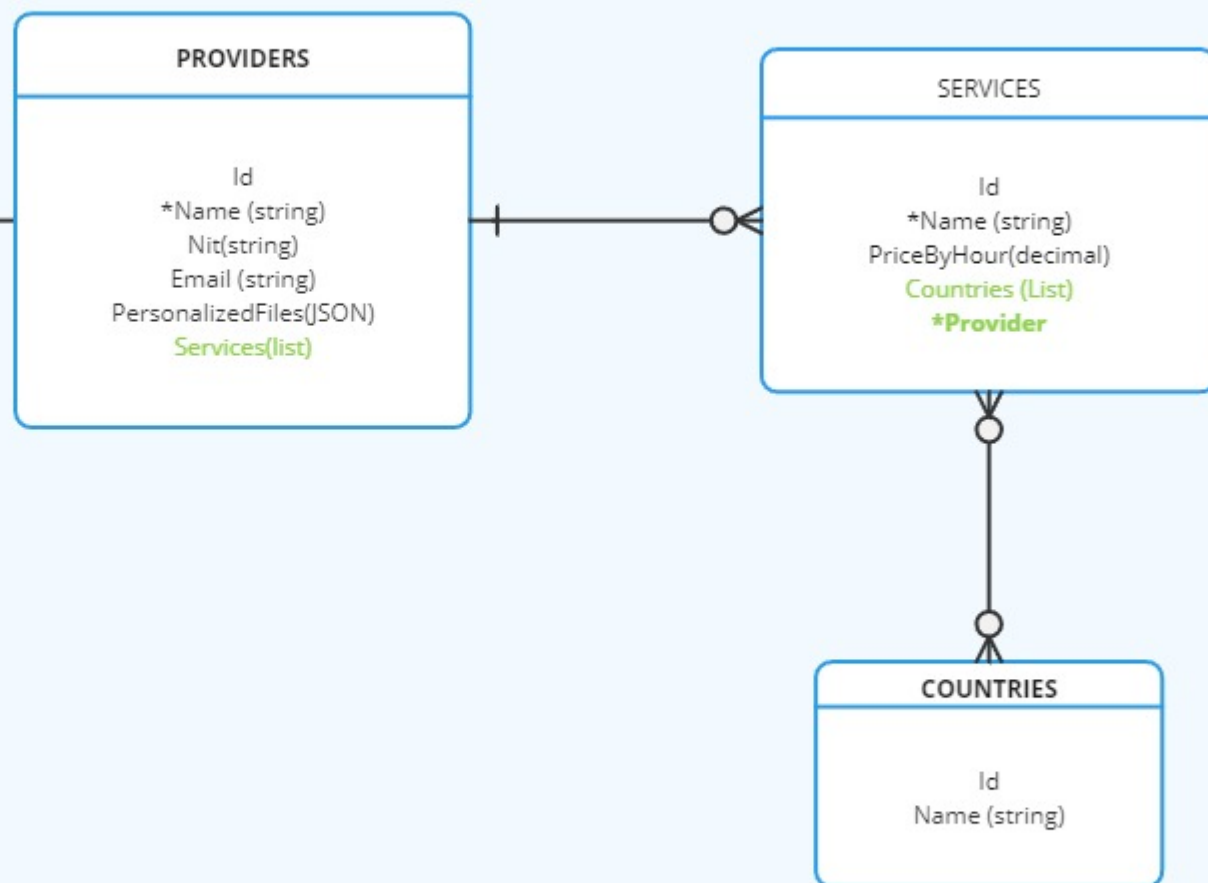 PROVIDERS
Id
*Name (string)
Nit(string)
Email (string)
PersonalizedFiles(JSON)
Services(list)
SERVICES
Id
*Name (string)
PriceByHour(decimal)
Countries (List)
*Provider
COUNTRIES
Id
Name (string)